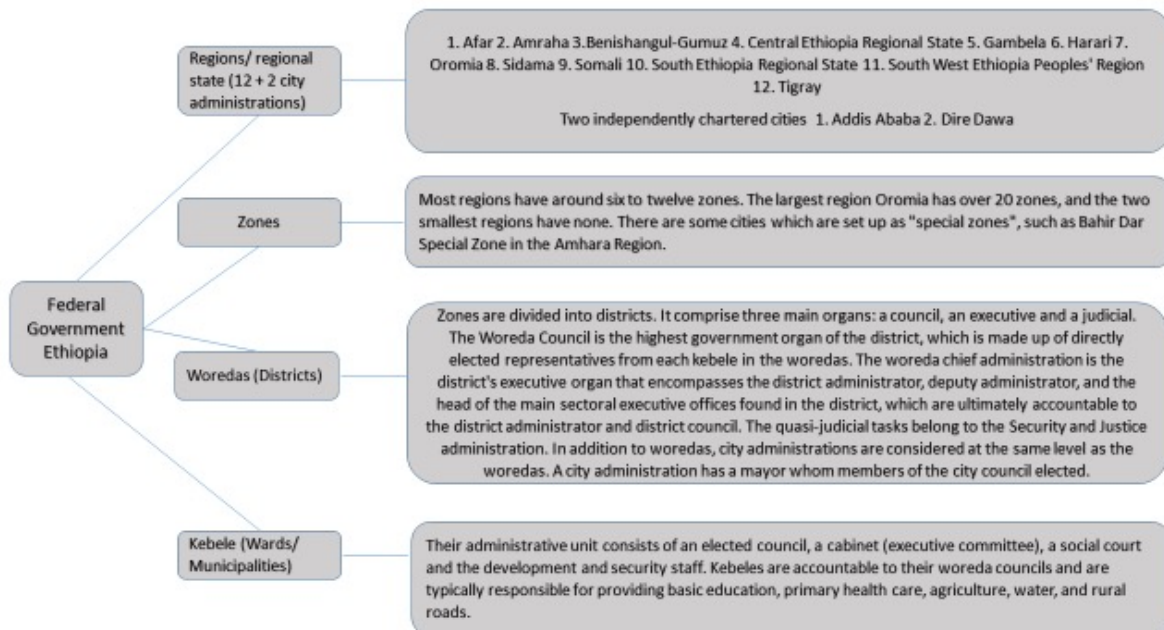 Federal
Government
Ethiopia
Regions/ regional
state (12 + 2 city
administrations)
1. Afar 2. Amraha 3.Benishangul-Gumuz 4. Central Ethiopia Regional State 5. Gambela 6. Harari 7.
Oromia 8. Sidama 9. Somali 10. South Ethiopia Regional State 11. South West Ethiopia Peoples' Region
12. Tigray
Two independently chartered cities 1. Addis Ababa 2. Dire Dawa
Zones
Most regions have around six to twelve zones. The largest region Oromia has over 20 zones, and the two
smallest regions have none. There are some cities which are set up as "special zones", such as Bahir Dar
Special Zone in the Amhara Region.
Woredas (Districts)
Zones are divided into districts. It comprise three main organs: a council, an executive and a judicial.
The Woreda Council is the highest government organ of the district, which is made up of directly
elected representatives from each kebele in the woredas. The woreda chief administration is the
district's executive organ that encompasses the district administrator, deputy administrator, and the
head of the main sectoral executive offices found in the district, which are ultimately accountable to
the district administrator and district council. The quasi-judicial tasks belong to the Security and Justice
administration. In addition to woredas, city administrations are considered at the same level as the
woredas. A city administration has a mayor whom members of the city council elected.
Kebele (Wards/
Municipalities)
Their administrative unit consists of an elected council, a cabinet (executive committee), a social court
and the development and security staff. Kebeles are accountable to their woreda councils and are
typically responsible for providing basic education, primary health care, agriculture, water, and rural
roads.